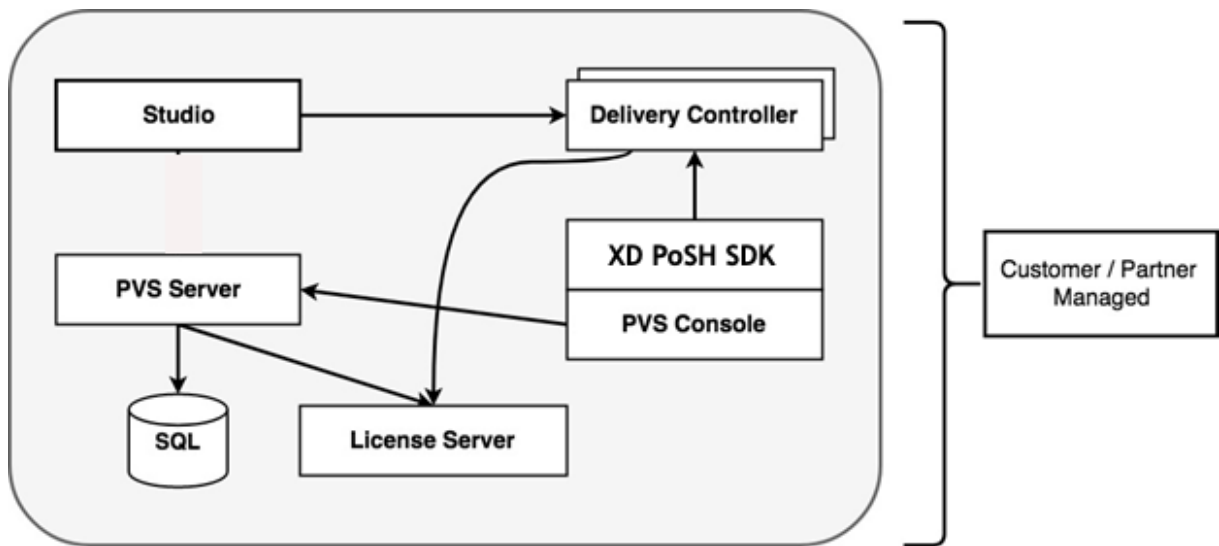 Studio
Delivery Controller
XD PoSH SDK
PVS Server
PVS Console
Customer / Partner
Managed
SQL
License Server